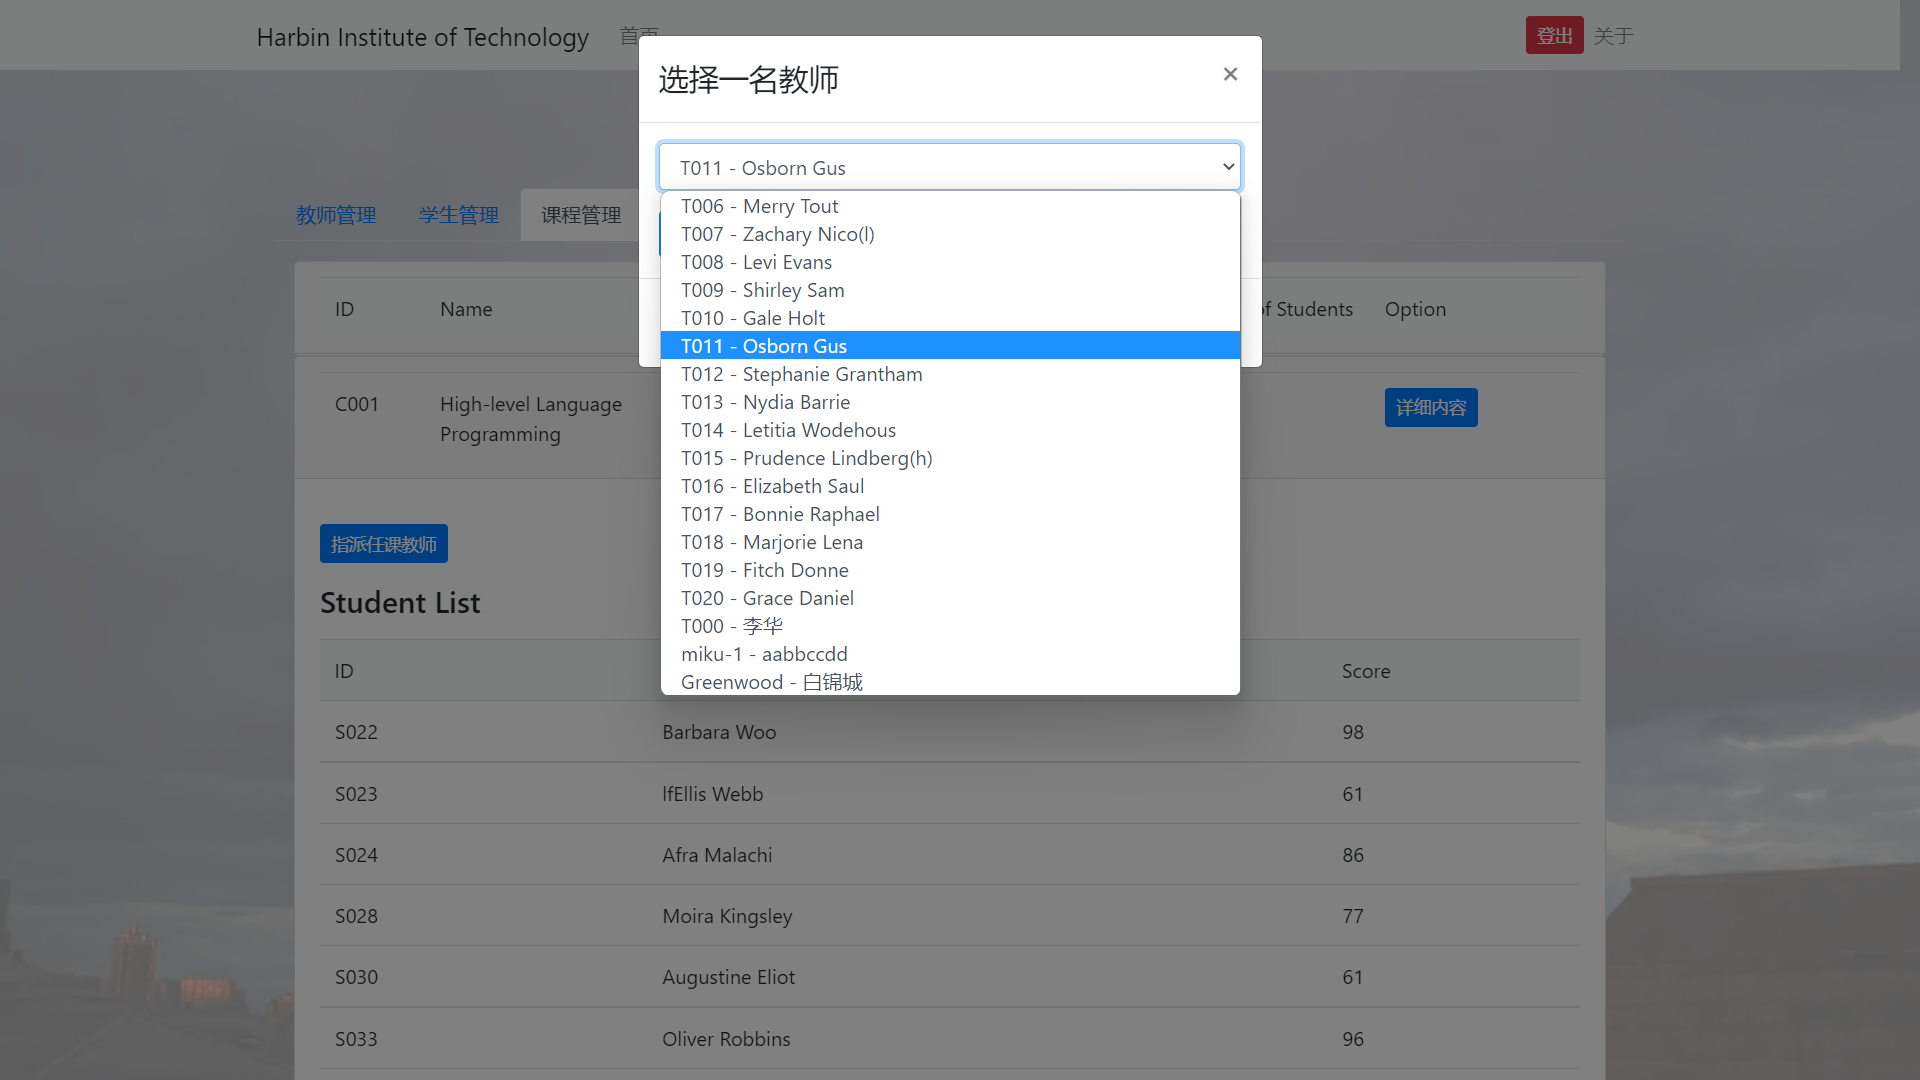 Harbin Institute of Technology 首页 登出 关于
选择一名教师 ×
T011 - Osborn Gus
教师管理 学生管理 课程管理
T006 - Merry Tout
T007 - Zachary Nico(l)
T008 - Levi Evans
T009 - Shirley Sam
T010 - Gale Holt
T011 - Osborn Gus
T012 - Stephanie Grantham
T013 - Nydia Barrie
T014 - Letitia Wodehous
T015 - Prudence Lindberg(h)
T016 - Elizabeth Saul
T017 - Bonnie Raphael
T018 - Marjorie Lena
T019 - Fitch Donne
T020 - Grace Daniel
T000 - 李华
miku-1 - aabbccdd
Greenwood - 白锦城
ID Name of Students Option
C001 High-level Language 详细内容
Programming
指派任课教师
Student List
ID Score
S022 Barbara Woo 98
S023 lfEllis Webb 61
S024 Afra Malachi 86
S028 Moira Kingsley 77
S030 Augustine Eliot 61
S033 Oliver Robbins 96